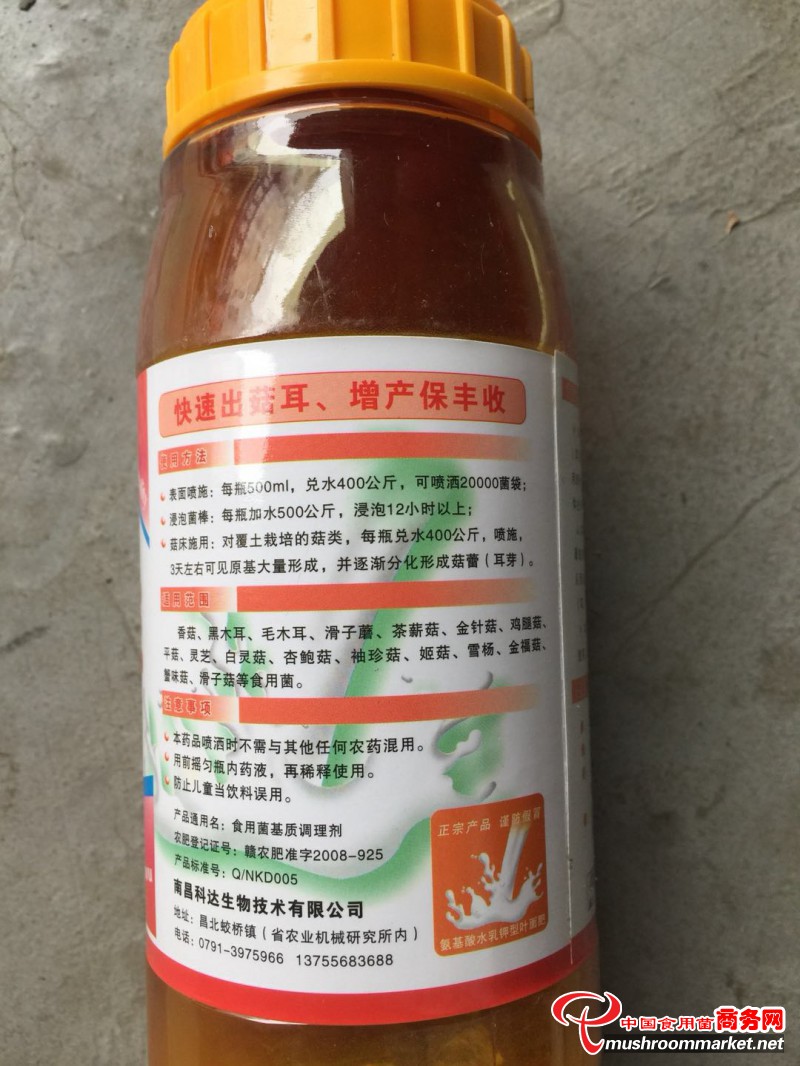 快速出菇耳、增产保丰收
使用方法
表面喷施：每瓶500ml，兑水400公斤，可喷洒20000菌袋；
浸泡菌棒：每瓶加水500公斤，浸泡12小时以上；
菇床施用：对覆土栽培的菇类，每瓶兑水400公斤，喷施，
3天左右可见原基大量形成，并逐渐分化形成菇蕾（耳芽）。
适用范围
香菇、黑木耳、毛木耳、滑子蘑、茶薪菇、金针菇、鸡腿菇、
平菇、灵芝、白灵菇、杏鲍菇、袖珍菇、姬菇、雪杨、金福菇、
蟹味菇、滑子菇等食用菌。
注意事项
本药品喷洒时不需与其他任何农药混用。
用前摇匀瓶内药液，再稀释使用。
防止儿童当饮料误用。
产品通用名：食用菌基质调理剂
农肥登记证号：赣农肥准字2008-925
产品标准号：Q/NKD005
南昌科达生物技术有限公司
地址：昌北蛟桥镇（省农业机械研究所内）
电话：0791-3975966 13755683688
正宗产品 谨防假冒
氨基酸水乳钾型叶面肥
中国食用菌商务网
mushroommarket.net